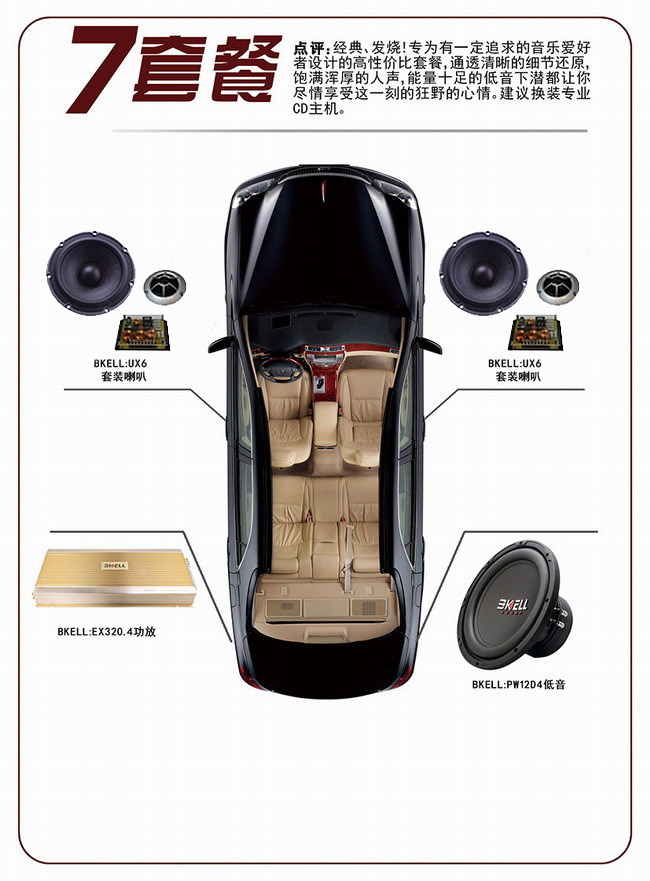 7套餐
点评:经典、发烧!专为有一定追求的音乐爱好
者设计的高性价比套餐,通透清晰的细节还原,
饱满浑厚的人声,能量十足的低音下潜都让你
尽情享受这一刻的狂野的心情。建议换装专业
CD主机。
BKELL:UX6
套装喇叭
BKELL:UX6
套装喇叭
BKELL
BKELL:EX320.4功放
BKELL
BKELL:PW12D4低音